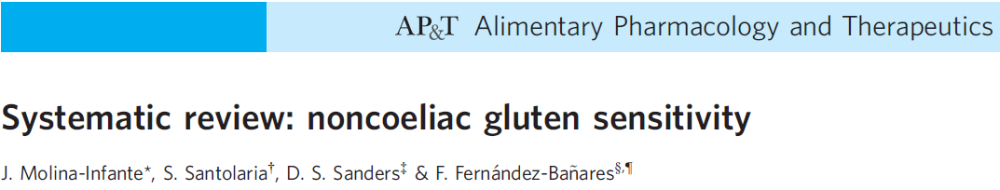 AP&T Alimentary Pharmacology and Therapeutics
Systematic review: noncoeliac gluten sensitivity
J. Molina-Infante*, S. Santolaria†, D. S. Sanders‡ & F. Fernández-Bañares§,¶